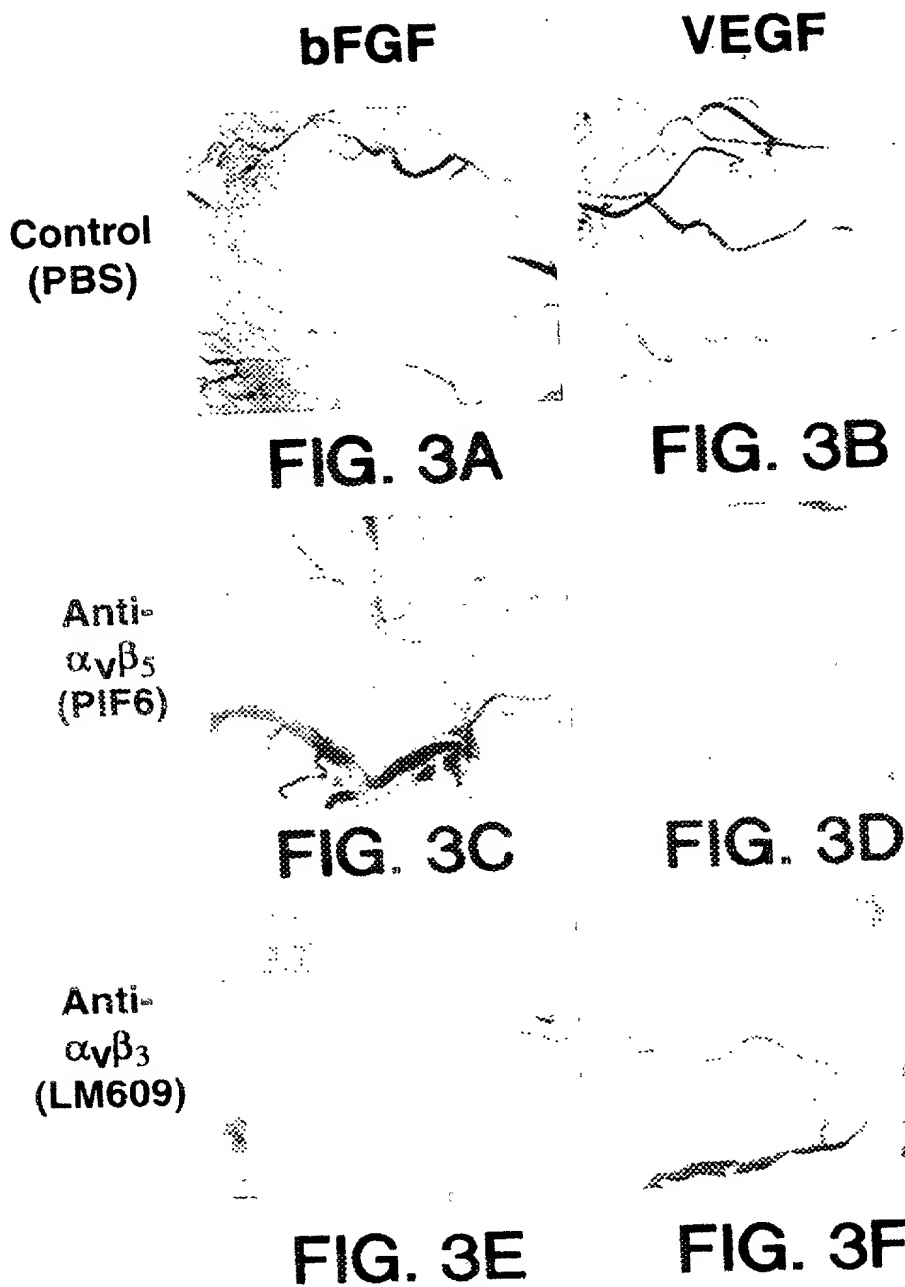 bFGF
VEGF
Control
(PBS)
FIG. 3A
FIG. 3B
Anti-
αvβ5
(PIF6)
FIG. 3C
FIG. 3D
Anti-
αvβ3
(LM609)
FIG. 3E
FIG. 3F